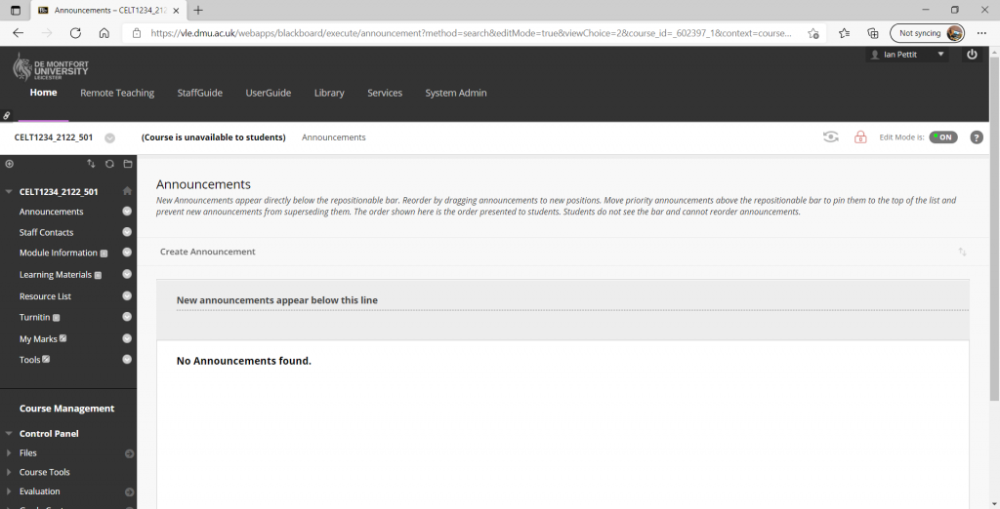 Announcements – CELT1234_212
https://vle.dmu.ac.uk/webapps/blackboard/execute/announcement?method=search&editMode=true&viewChoice=2&course_id=_602397_1&context=course...
Not syncing
DE MONTFORT
UNIVERSITY
LEICESTER
Ian Pettit
Home
Remote Teaching
StaffGuide
UserGuide
Library
Services
System Admin
CELT1234_2122_501
(Course is unavailable to students)
Announcements
Edit Mode is:
ON
?
CELT1234_2122_501
Announcements
Staff Contacts
Module Information
Learning Materials
Resource List
Turnitin
My Marks
Tools
Course Management
Control Panel
Files
Course Tools
Evaluation
Announcements
New Announcements appear directly below the repositionable bar. Reorder by dragging announcements to new positions. Move priority announcements above the repositionable bar to pin them to the top of the list and
prevent new announcements from superseding them. The order shown here is the order presented to students. Students do not see the bar and cannot reorder announcements.
Create Announcement
New announcements appear below this line
No Announcements found.